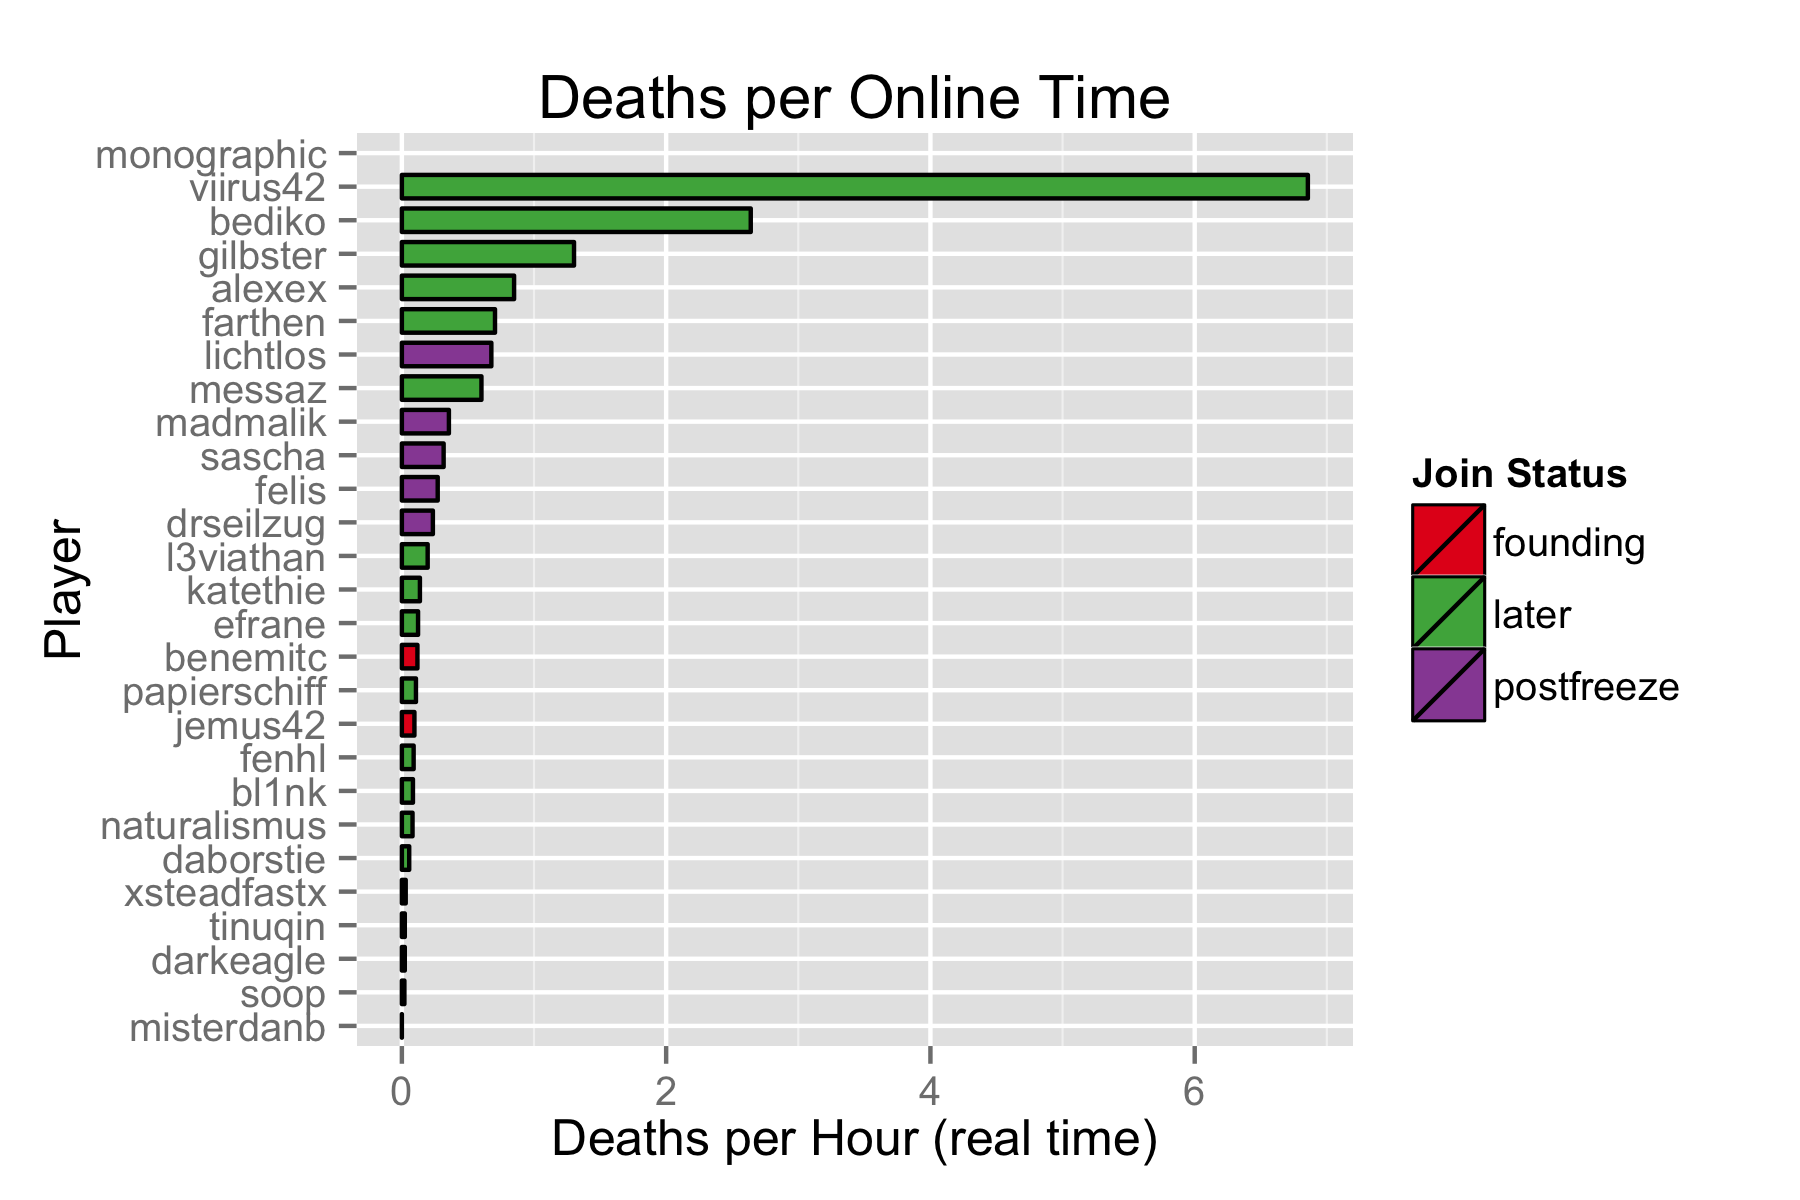 Deaths per Online Time
Player
monographic
viirus42
bediko
gilbster
alexex
farthen
lichtlos
messaz
madmalik
sascha
felis
drseilzug
l3viathan
katethie
efrane
benemitc
papierschiff
jemus42
fenhl
bl1nk
naturalismus
daborstie
xsteadfastx
tinuqin
darkeagle
soop
misterdanb
0 2 4 6
Deaths per Hour (real time)
Join Status
founding
later
postfreeze